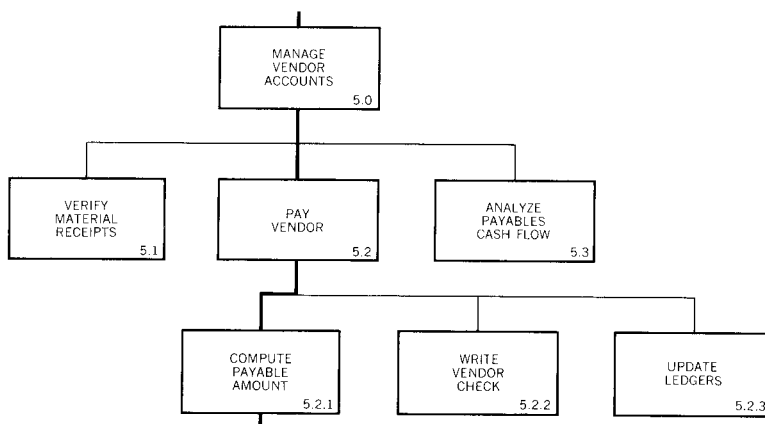 MANAGE
VENDOR
ACCOUNTS
5.0
VERIFY
MATERIAL
RECEIPTS
5.1
PAY
VENDOR
5.2
ANALYZE
PAYABLES
CASH FLOW
5.3
COMPUTE
PAYABLE
AMOUNT
5.2.1
WRITE
VENDOR
CHECK
5.2.2
UPDATE
LEDGERS
5.2.3